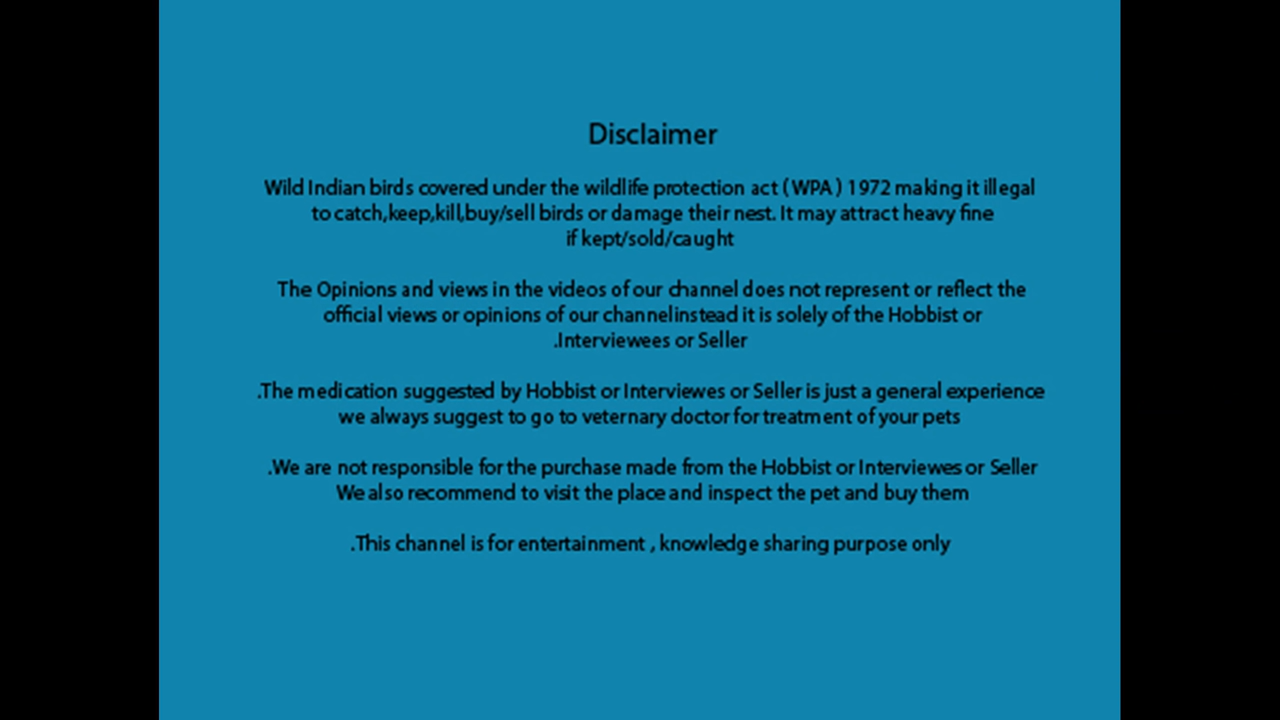 Disclaimer
Wild Indian birds covered under the wildlife protection act ( WPA ) 1972 making it illegal
to catch,keep,kill,buy/sell birds or damage their nest. It may attract heavy fine
if kept/sold/caught
The Opinions and views in the videos of our channel does not represent or reflect the
official views or opinions of our channelinstead it is solely of the Hobbist or
.Interviewees or Seller
.The medication suggested by Hobbist or Interviewes or Seller is just a general experience
we always suggest to go to veternary doctor for treatment of your pets
.We are not responsible for the purchase made from the Hobbist or Interviewes or Seller
We also recommend to visit the place and inspect the pet and buy them
.This channel is for entertainment , knowledge sharing purpose only